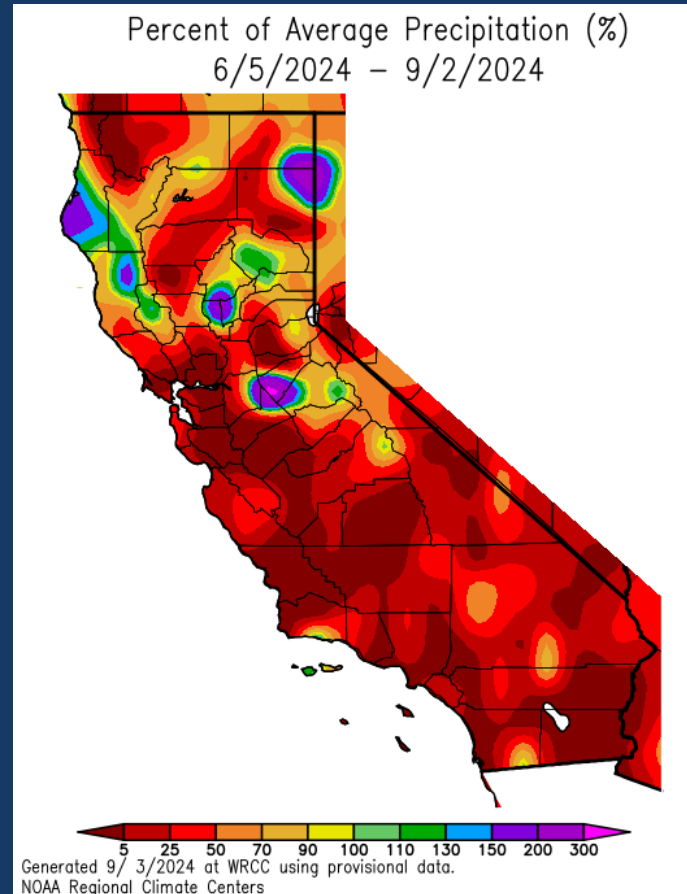 Percent of Average Precipitation (%)
6/5/2024 – 9/2/2024
5 25 50 70 90 100 110 130 150 200 300
Generated 9/ 3/2024 at WRCC using provisional data.
NOAA Regional Climate Centers